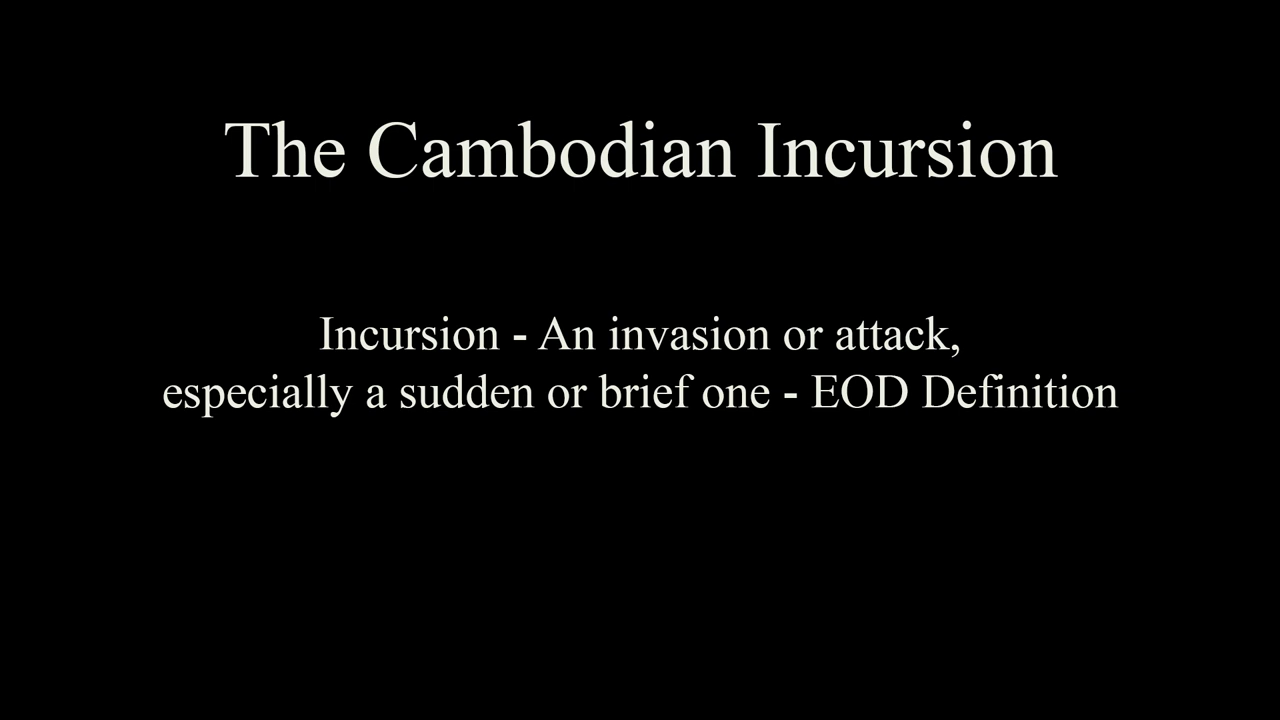 The Cambodian Incursion
Incursion - An invasion or attack,
especially a sudden or brief one - EOD Definition